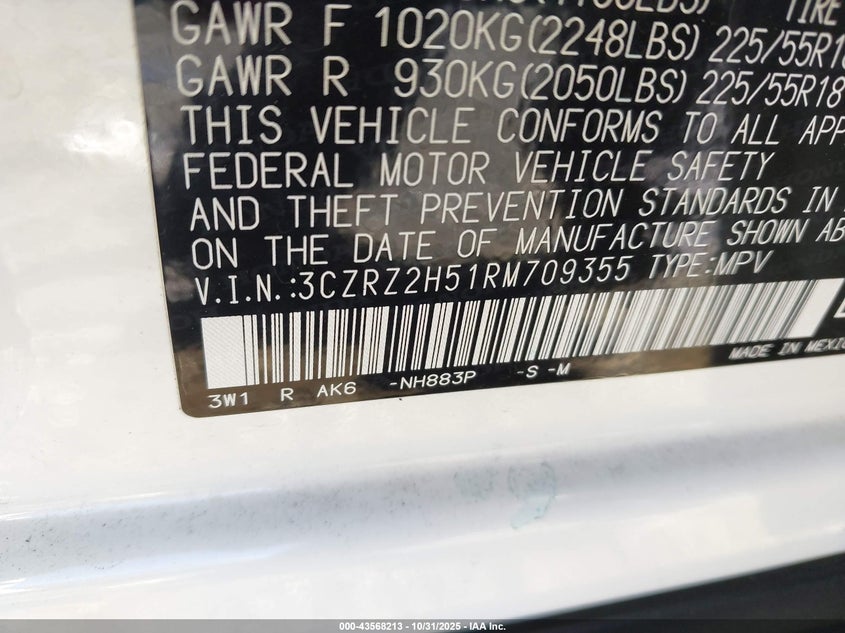 TIRE
GAWR F 1020KG(2248LBS) 225/55R18
GAWR R 930KG(2050LBS) 225/55R18
THIS VEHICLE CONFORMS TO ALL APP
FEDERAL MOTOR VEHICLE SAFETY
AND THEFT PREVENTION STANDARDS IN
ON THE DATE OF MANUFACTURE SHOWN AB
V.I.N.:3CZRZ2H51RM709355 TYPE:MPV
MADE IN MEXICO
3W1 R AK6 -NH883P -S -M
000-43568213 - 10/31/2025 - IAA Inc.